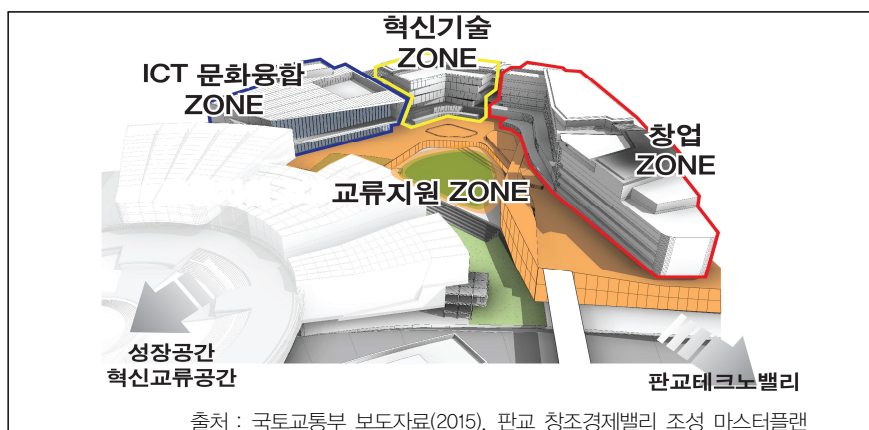 혁신기술
ZONE
ICT 문화융합
ZONE
창업
ZONE
교류지원 ZONE
성장공간
혁신교류공간
판교테크노밸리
출처 : 국토교통부 보도자료(2015), 판교 창조경제밸리 조성 마스터플랜